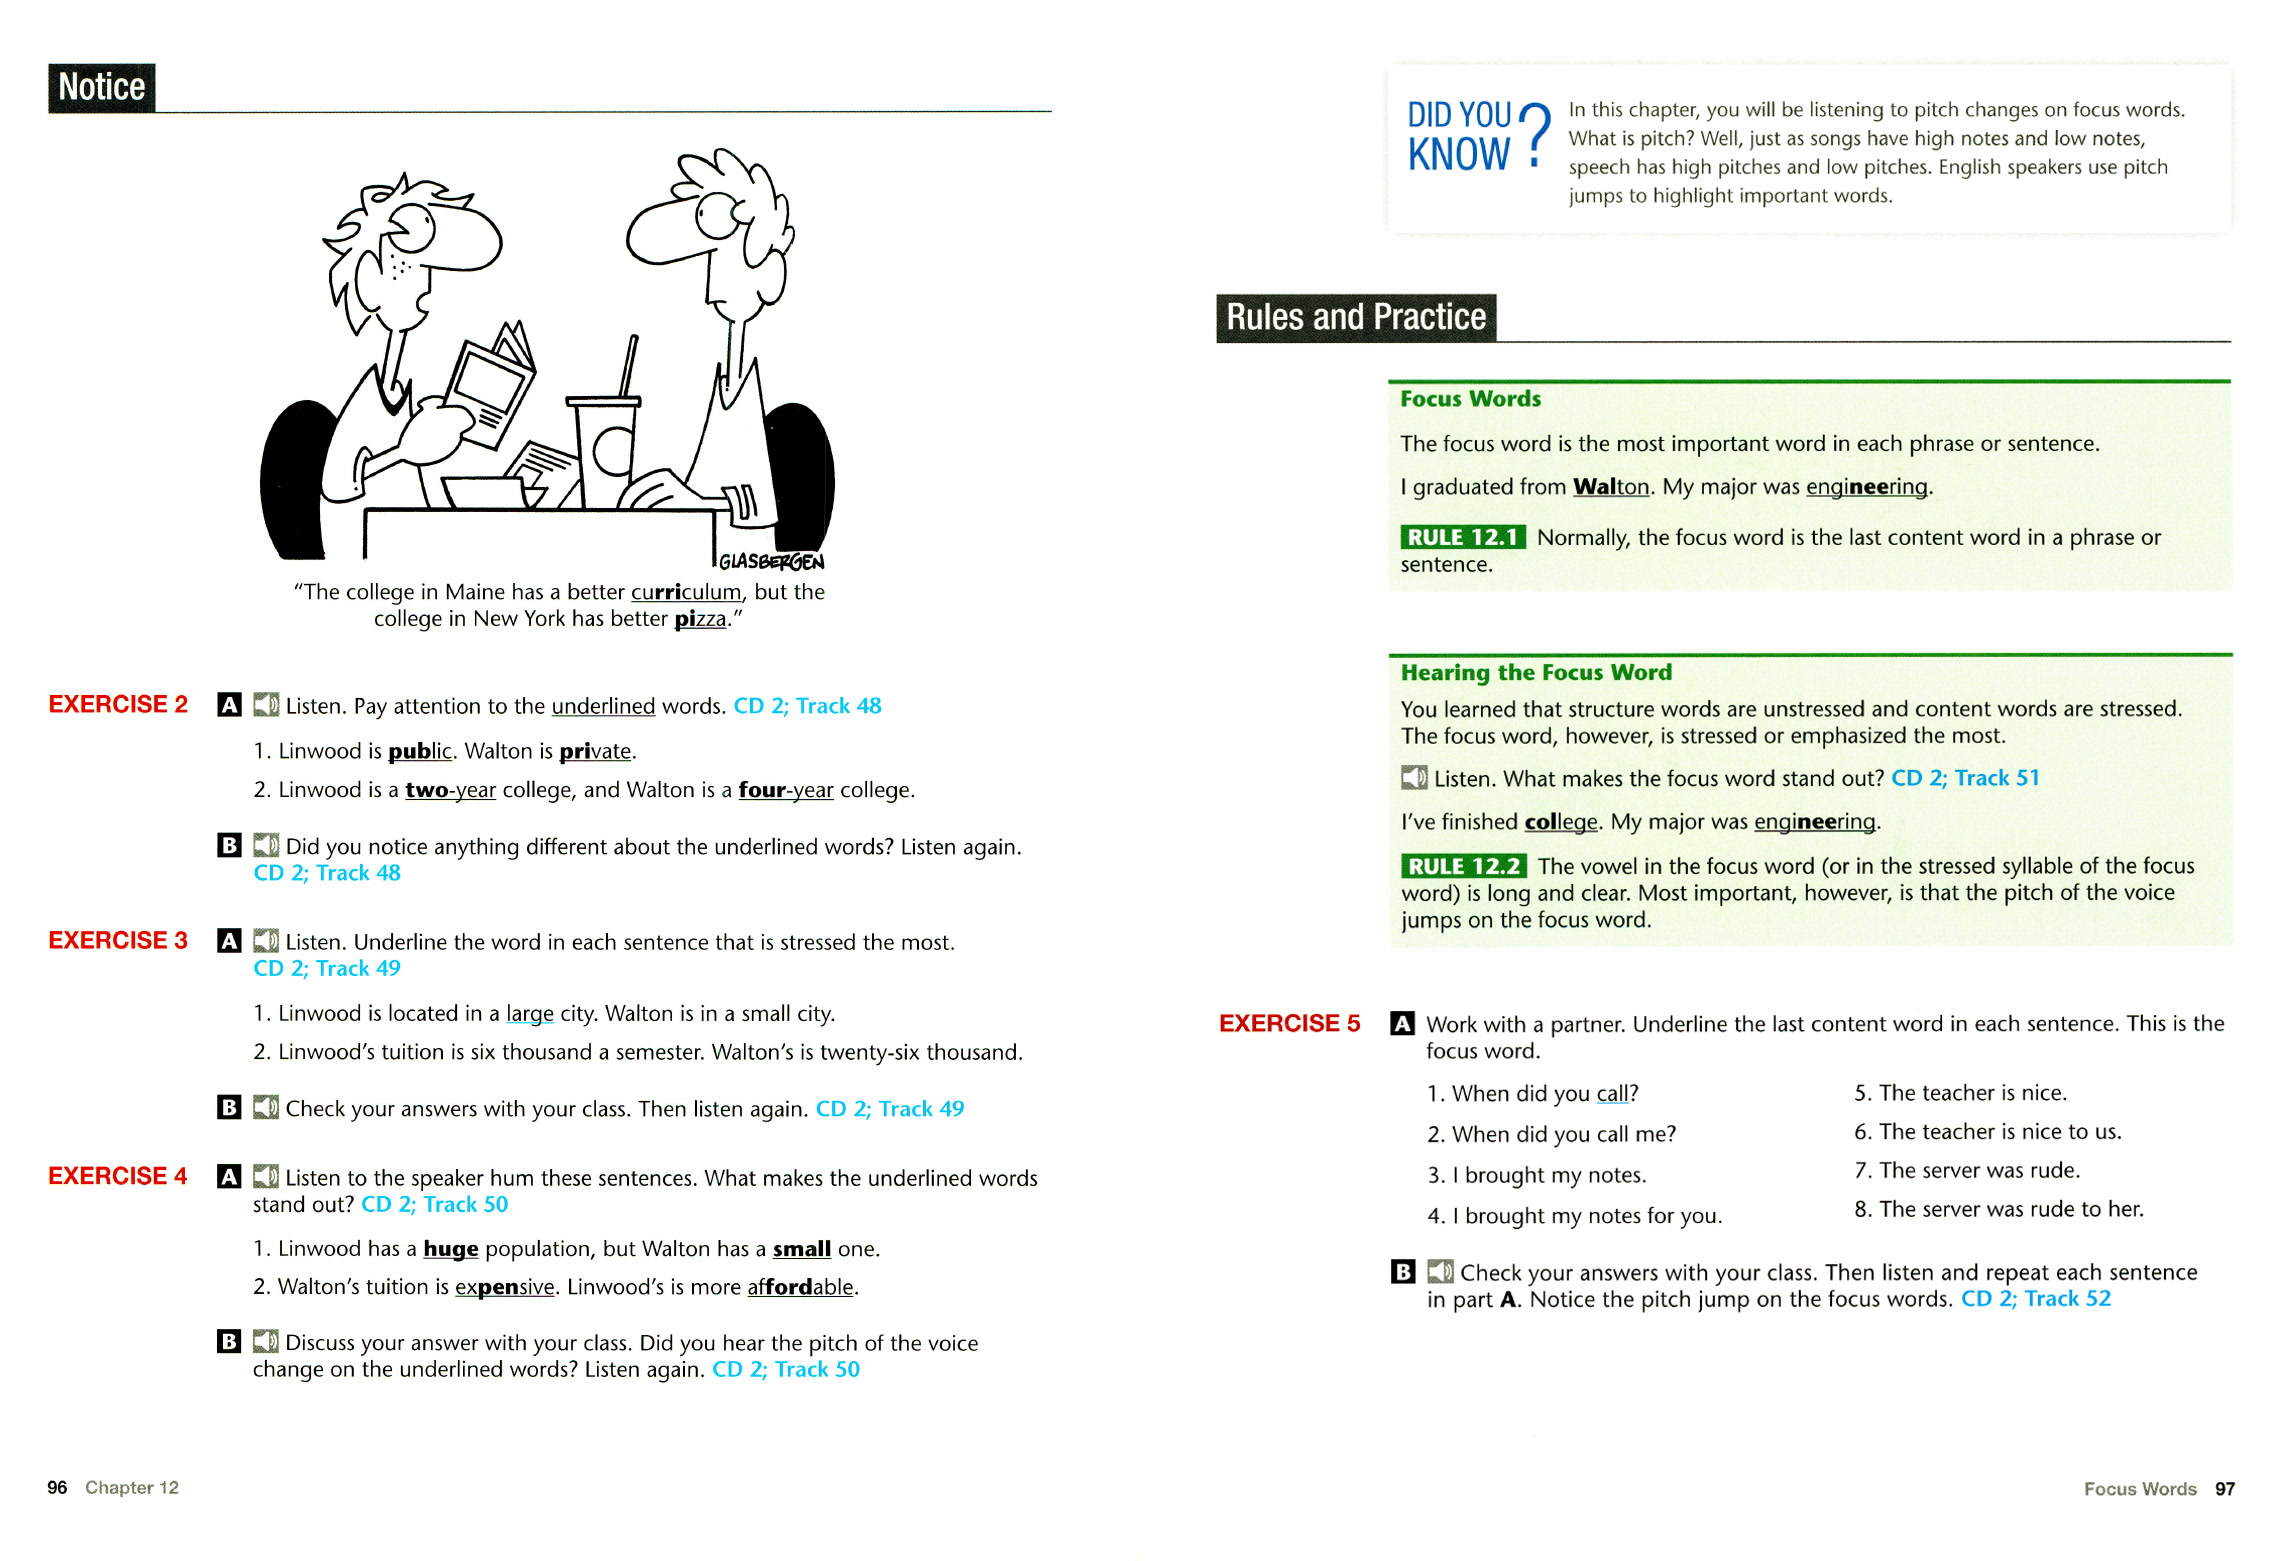 Notice
GLASBERGEN
"The college in Maine has a better curriculum, but the
college in New York has better pizza."
EXERCISE 2 A Listen. Pay attention to the underlined words. CD 2; Track 48
1. Linwood is public. Walton is private.
2. Linwood is a two-year college, and Walton is a four-year college.
B Did you notice anything different about the underlined words? Listen again.
CD 2; Track 48
EXERCISE 3 A Listen. Underline the word in each sentence that is stressed the most.
CD 2; Track 49
1. Linwood is located in a large city. Walton is in a small city.
2. Linwood's tuition is six thousand a semester. Walton's is twenty-six thousand.
B Check your answers with your class. Then listen again. CD 2; Track 49
EXERCISE 4 A Listen to the speaker hum these sentences. What makes the underlined words
stand out? CD 2; Track 50
1. Linwood has a huge population, but Walton has a small one.
2. Walton's tuition is expensive. Linwood's is more affordable.
B Discuss your answer with your class. Did you hear the pitch of the voice
change on the underlined words? Listen again. CD 2; Track 50
96 Chapter 12
DID YOU
KNOW ?
In this chapter, you will be listening to pitch changes on focus words.
What is pitch? Well, just as songs have high notes and low notes,
speech has high pitches and low pitches. English speakers use pitch
jumps to highlight important words.
Rules and Practice
Focus Words
The focus word is the most important word in each phrase or sentence.
I graduated from Walton. My major was engineering.
RULE 12.1 Normally, the focus word is the last content word in a phrase or
sentence.
Hearing the Focus Word
You learned that structure words are unstressed and content words are stressed.
The focus word, however, is stressed or emphasized the most.
Listen. What makes the focus word stand out? CD 2; Track 51
I've finished college. My major was engineering.
RULE 12.2 The vowel in the focus word (or in the stressed syllable of the focus
word) is long and clear. Most important, however, is that the pitch of the voice
jumps on the focus word.
EXERCISE 5 A Work with a partner. Underline the last content word in each sentence. This is the
focus word.
1. When did you call?
2. When did you call me?
3. I brought my notes.
4. I brought my notes for you.
5. The teacher is nice.
6. The teacher is nice to us.
7. The server was rude.
8. The server was rude to her.
B Check your answers with your class. Then listen and repeat each sentence
in part A. Notice the pitch jump on the focus words. CD 2; Track 52
Focus Words 97